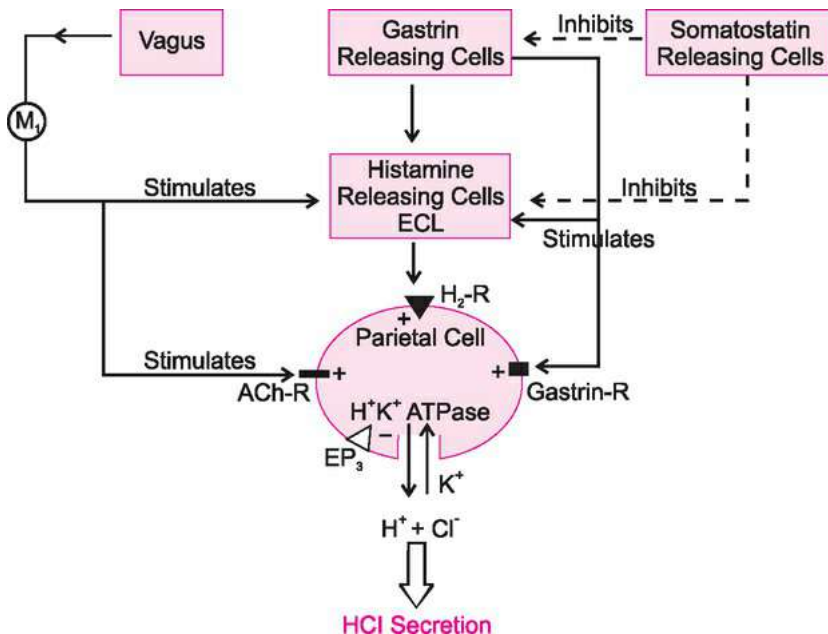 Vagus
Gastrin
Releasing Cells
Inhibits
Somatostatin
Releasing Cells
M₁
Stimulates
Histamine
Releasing Cells
ECL
Inhibits
Stimulates
H₂-R
+
Parietal Cell
Stimulates
ACh-R
+
+
Gastrin-R
H⁺K⁺ ATPase
EP₃
−
K⁺
H⁺ + Cl⁻
HCl Secretion